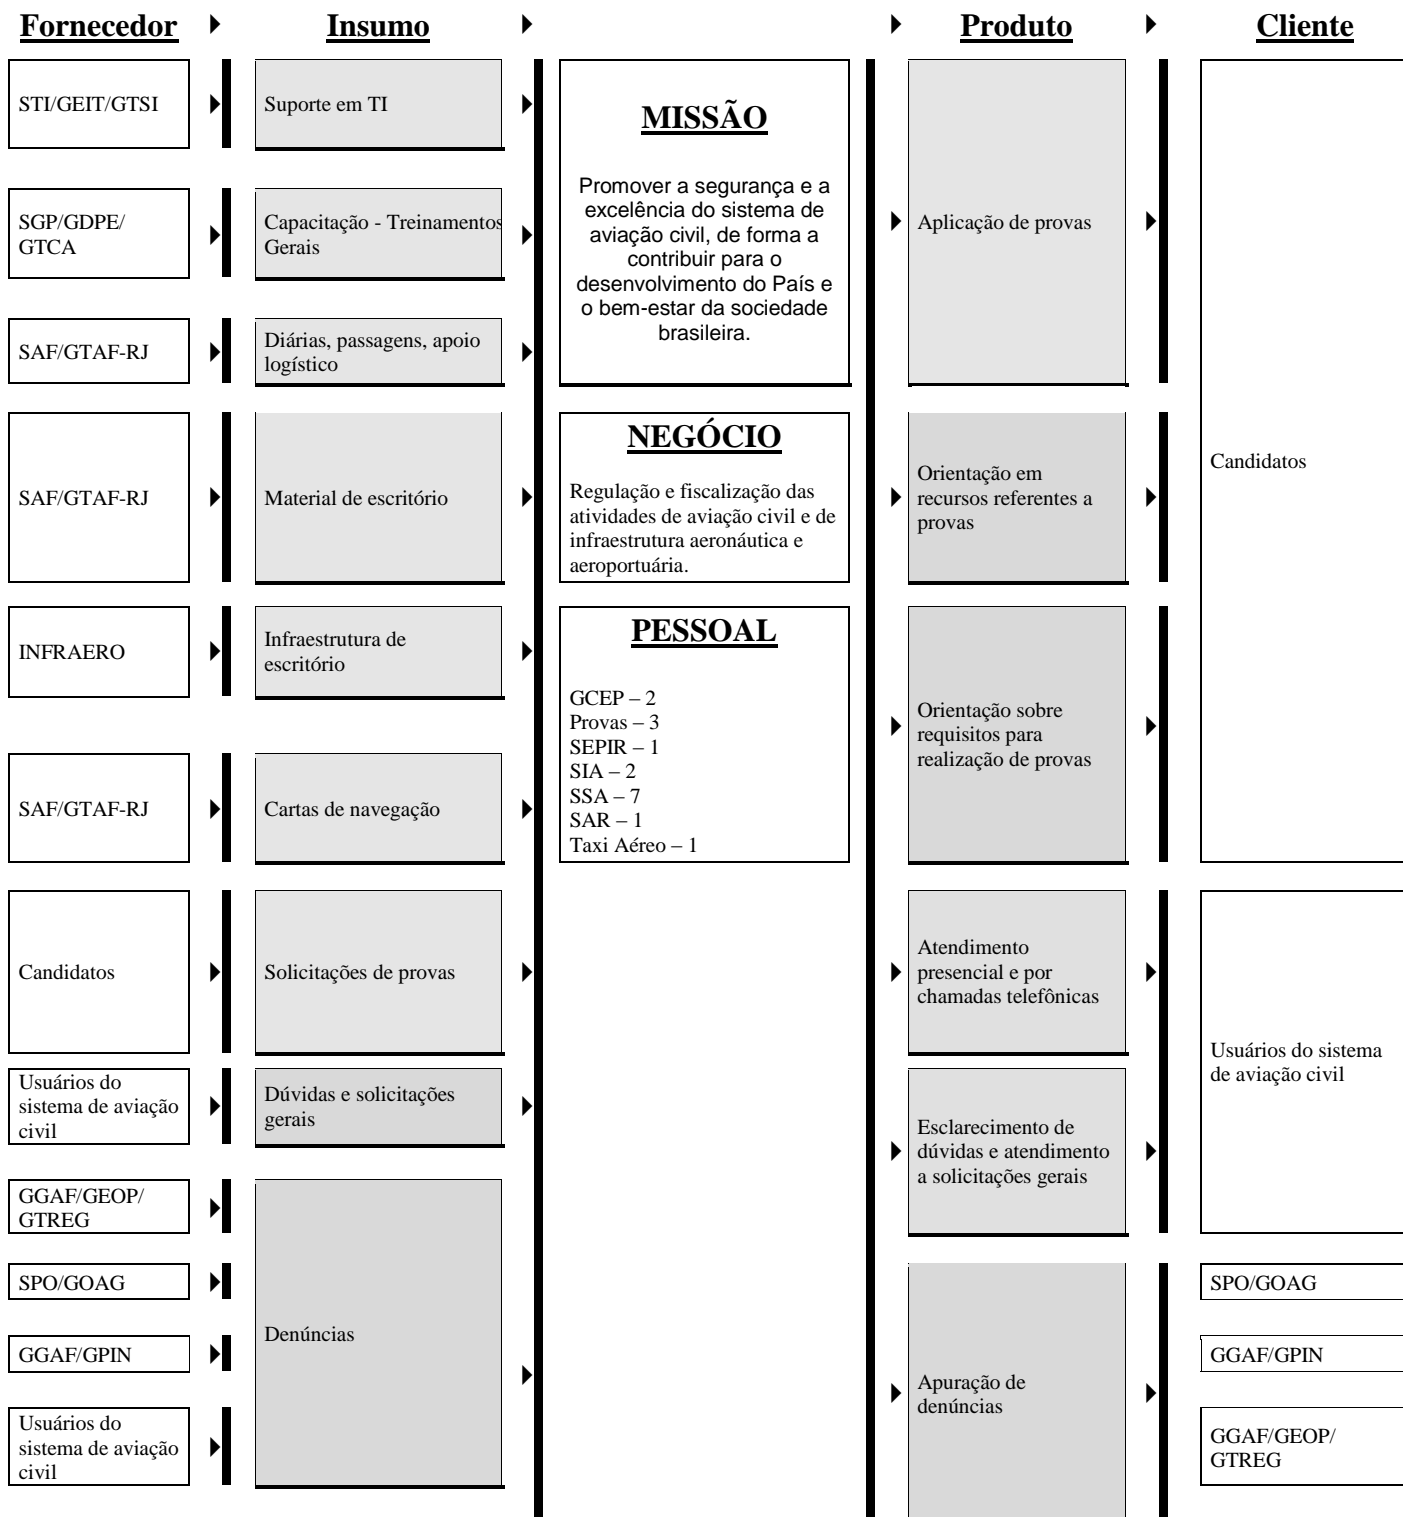 Fornecedor
Insumo
Produto
Cliente
STI/GEIT/GTSI
Suporte em TI
SGP/GDPE/
GTCA
Capacitação - Treinamentos
Gerais
SAF/GTAF-RJ
Diárias, passagens, apoio
logístico
SAF/GTAF-RJ
Material de escritório
INFRAERO
Infraestrutura de
escritório
SAF/GTAF-RJ
Cartas de navegação
Candidatos
Solicitações de provas
Usuários do
sistema de aviação
civil
Dúvidas e solicitações
gerais
GGAF/GEOP/
GTREG
SPO/GOAG
GGAF/GPIN
Usuários do
sistema de aviação
civil
Denúncias
MISSÃO
Promover a segurança e a
excelência do sistema de
aviação civil, de forma a
contribuir para o
desenvolvimento do País e
o bem-estar da sociedade
brasileira.
NEGÓCIO
Regulação e fiscalização das
atividades de aviação civil e de
infraestrutura aeronáutica e
aeroportuária.
PESSOAL
GCEP – 2
Provas – 3
SEPIR – 1
SIA – 2
SSA – 7
SAR – 1
Taxi Aéreo – 1
Aplicação de provas
Orientação em
recursos referentes a
provas
Orientação sobre
requisitos para
realização de provas
Candidatos
Atendimento
presencial e por
chamadas telefônicas
Esclarecimento de
dúvidas e atendimento
a solicitações gerais
Usuários do sistema
de aviação civil
Apuração de
denúncias
SPO/GOAG
GGAF/GPIN
GGAF/GEOP/
GTREG